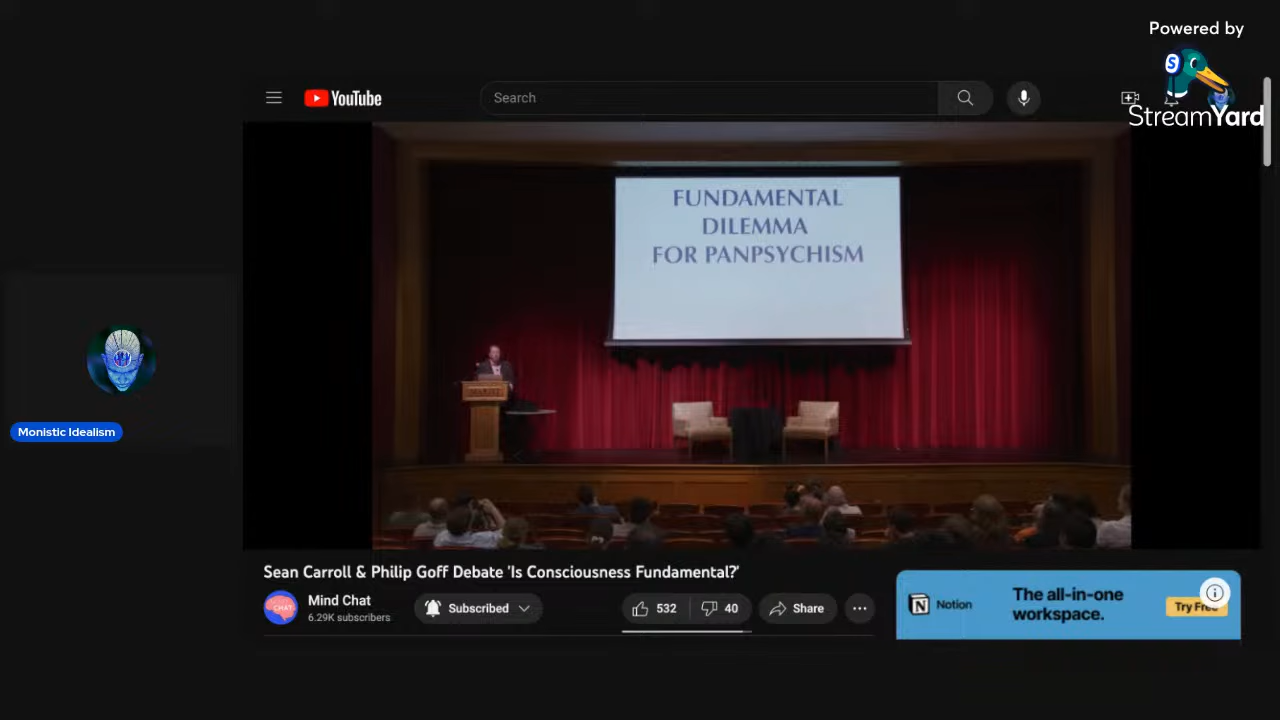 Powered by
StreamYard
YouTube
Search
FUNDAMENTAL
DILEMMA
FOR PANPSYCHISM
Monistic Idealism
Sean Carroll & Philip Goff Debate 'Is Consciousness Fundamental?'
Mind Chat
6.29K subscribers
Subscribed
532
40
Share
Notion
The all-in-one
workspace.
Try Free